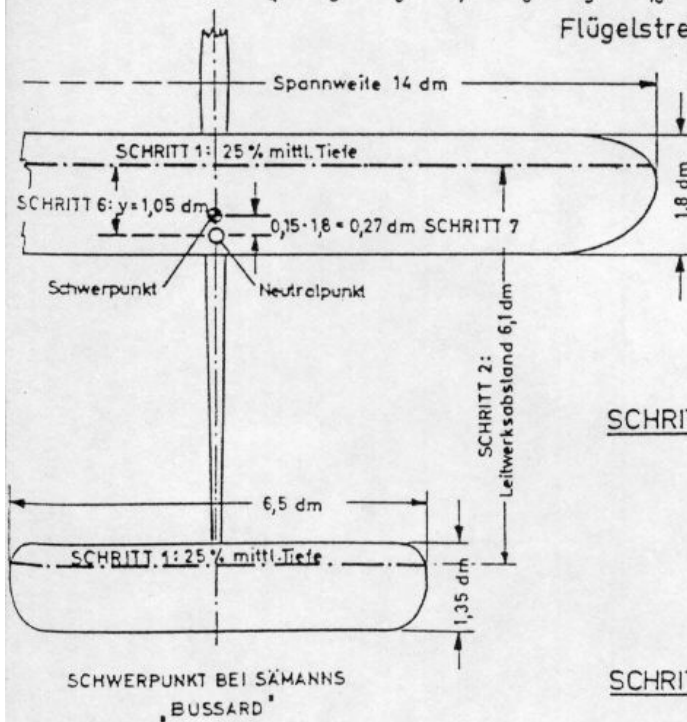 Flügelstre
Spannweite 14 dm
SCHRITT 1: 25 % mittl. Tiefe
1,8 dm
SCHRITT 6: y = 1,05 dm
0,15 · 1,8 = 0,27 dm SCHRITT 7
Schwerpunkt
Neutralpunkt
SCHRITT 2:
Leitwerksabstand 6,1 dm
SCHRIT
6,5 dm
SCHRITT 1: 25 % mittl. Tiefe
1,35 dm
SCHWERPUNKT BEI SÄMANNS
„BUSSARD"
SCHRIT